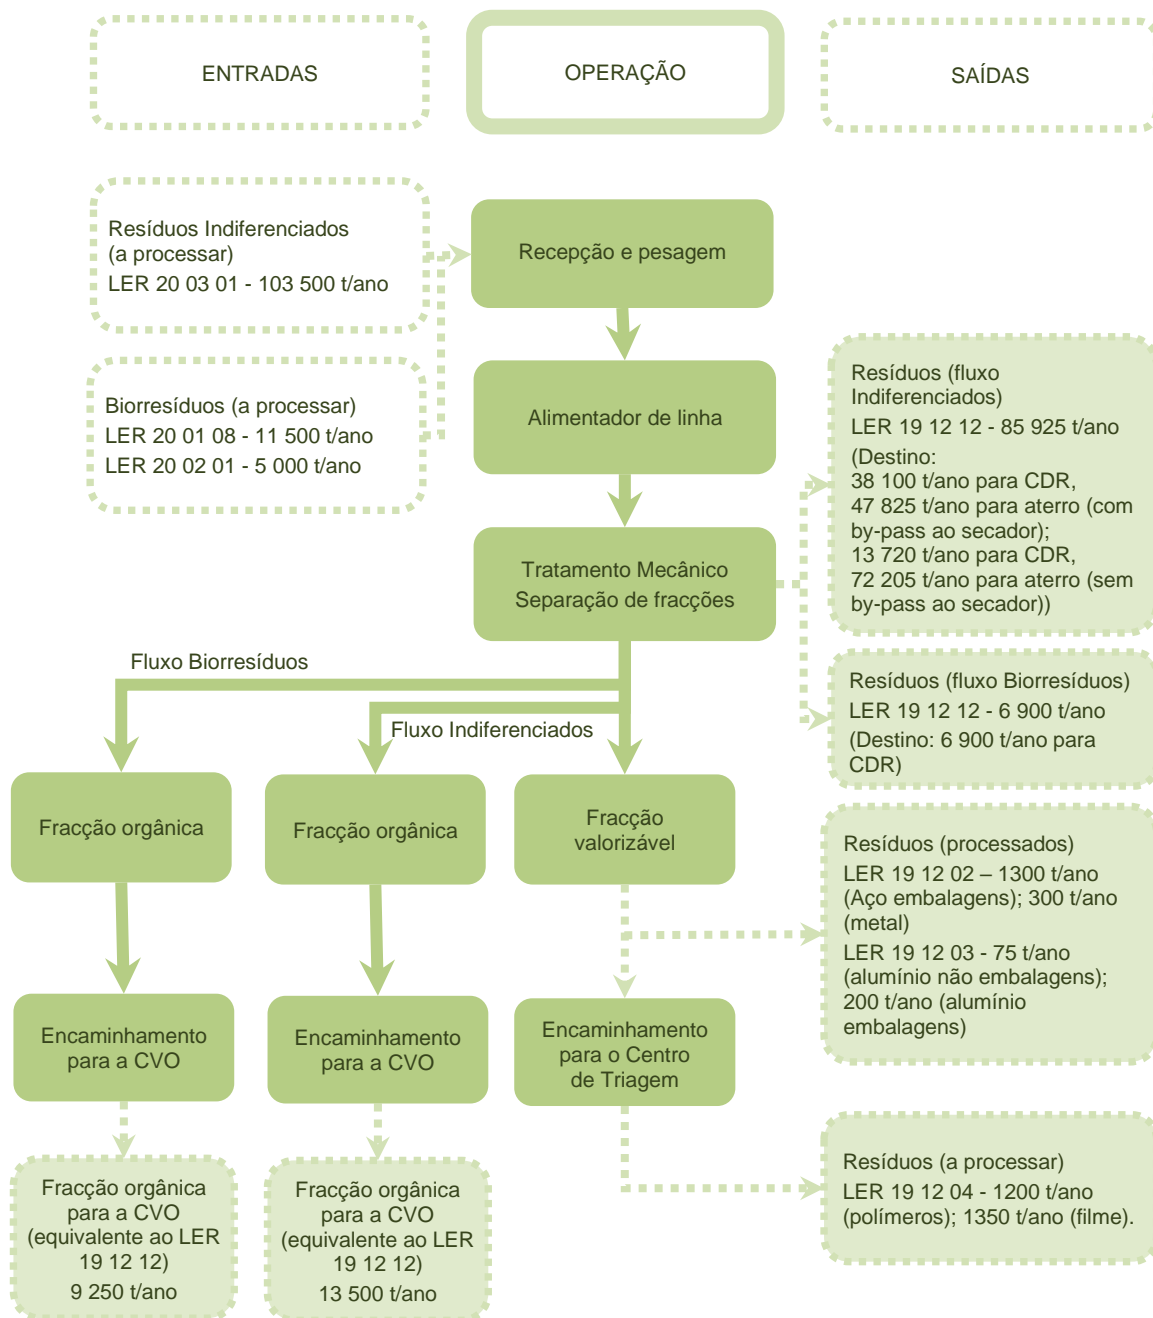 ENTRADAS
OPERAÇÃO
SAÍDAS
Resíduos Indiferenciados
(a processar)
LER 20 03 01 - 103 500 t/ano
Recepção e pesagem
Biorresíduos (a processar)
LER 20 01 08 - 11 500 t/ano
LER 20 02 01 - 5 000 t/ano
Alimentador de linha
Resíduos (fluxo
Indiferenciados)
LER 19 12 12 - 85 925 t/ano
(Destino:
38 100 t/ano para CDR,
47 825 t/ano para aterro (com
by-pass ao secador);
13 720 t/ano para CDR,
72 205 t/ano para aterro (sem
by-pass ao secador))
Tratamento Mecânico
Separação de fracções
Fluxo Biorresíduos
Resíduos (fluxo Biorresíduos)
LER 19 12 12 - 6 900 t/ano
(Destino: 6 900 t/ano para
CDR)
Fluxo Indiferenciados
Fracção orgânica
Fracção orgânica
Fracção
valorizável
Resíduos (processados)
LER 19 12 02 – 1300 t/ano
(Aço embalagens); 300 t/ano
(metal)
LER 19 12 03 - 75 t/ano
(alumínio não embalagens);
200 t/ano (alumínio
embalagens)
Encaminhamento
para a CVO
Encaminhamento
para a CVO
Encaminhamento
para o Centro
de Triagem
Resíduos (a processar)
LER 19 12 04 - 1200 t/ano
(polímeros); 1350 t/ano (filme).
Fracção orgânica
para a CVO
(equivalente ao LER
19 12 12)
9 250 t/ano
Fracção orgânica
para a CVO
(equivalente ao LER
19 12 12)
13 500 t/ano